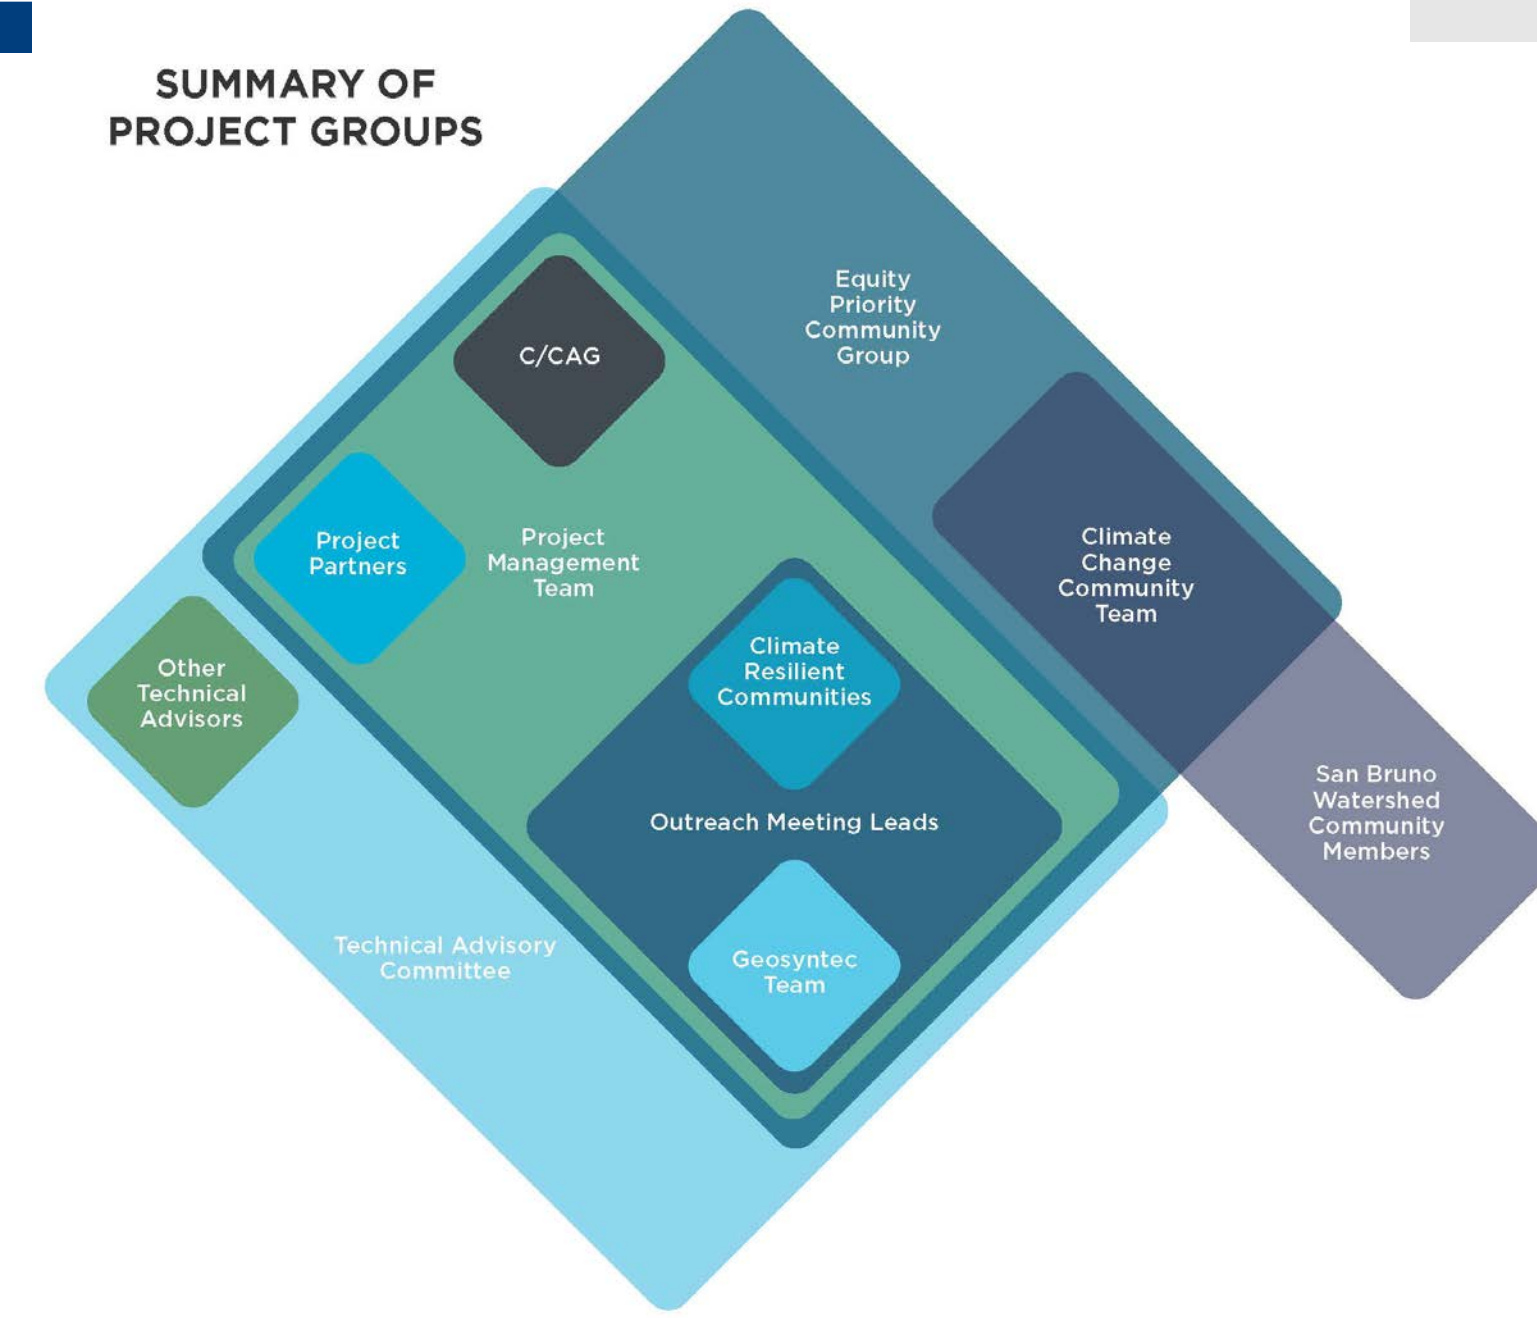 SUMMARY OF
PROJECT GROUPS
Equity
Priority
Community
Group
C/CAG
Project
Partners
Project
Management
Team
Climate
Change
Community
Team
Other
Technical
Advisors
Climate
Resilient
Communities
San Bruno
Watershed
Community
Members
Outreach Meeting Leads
Technical Advisory
Committee
Geosyntec
Team